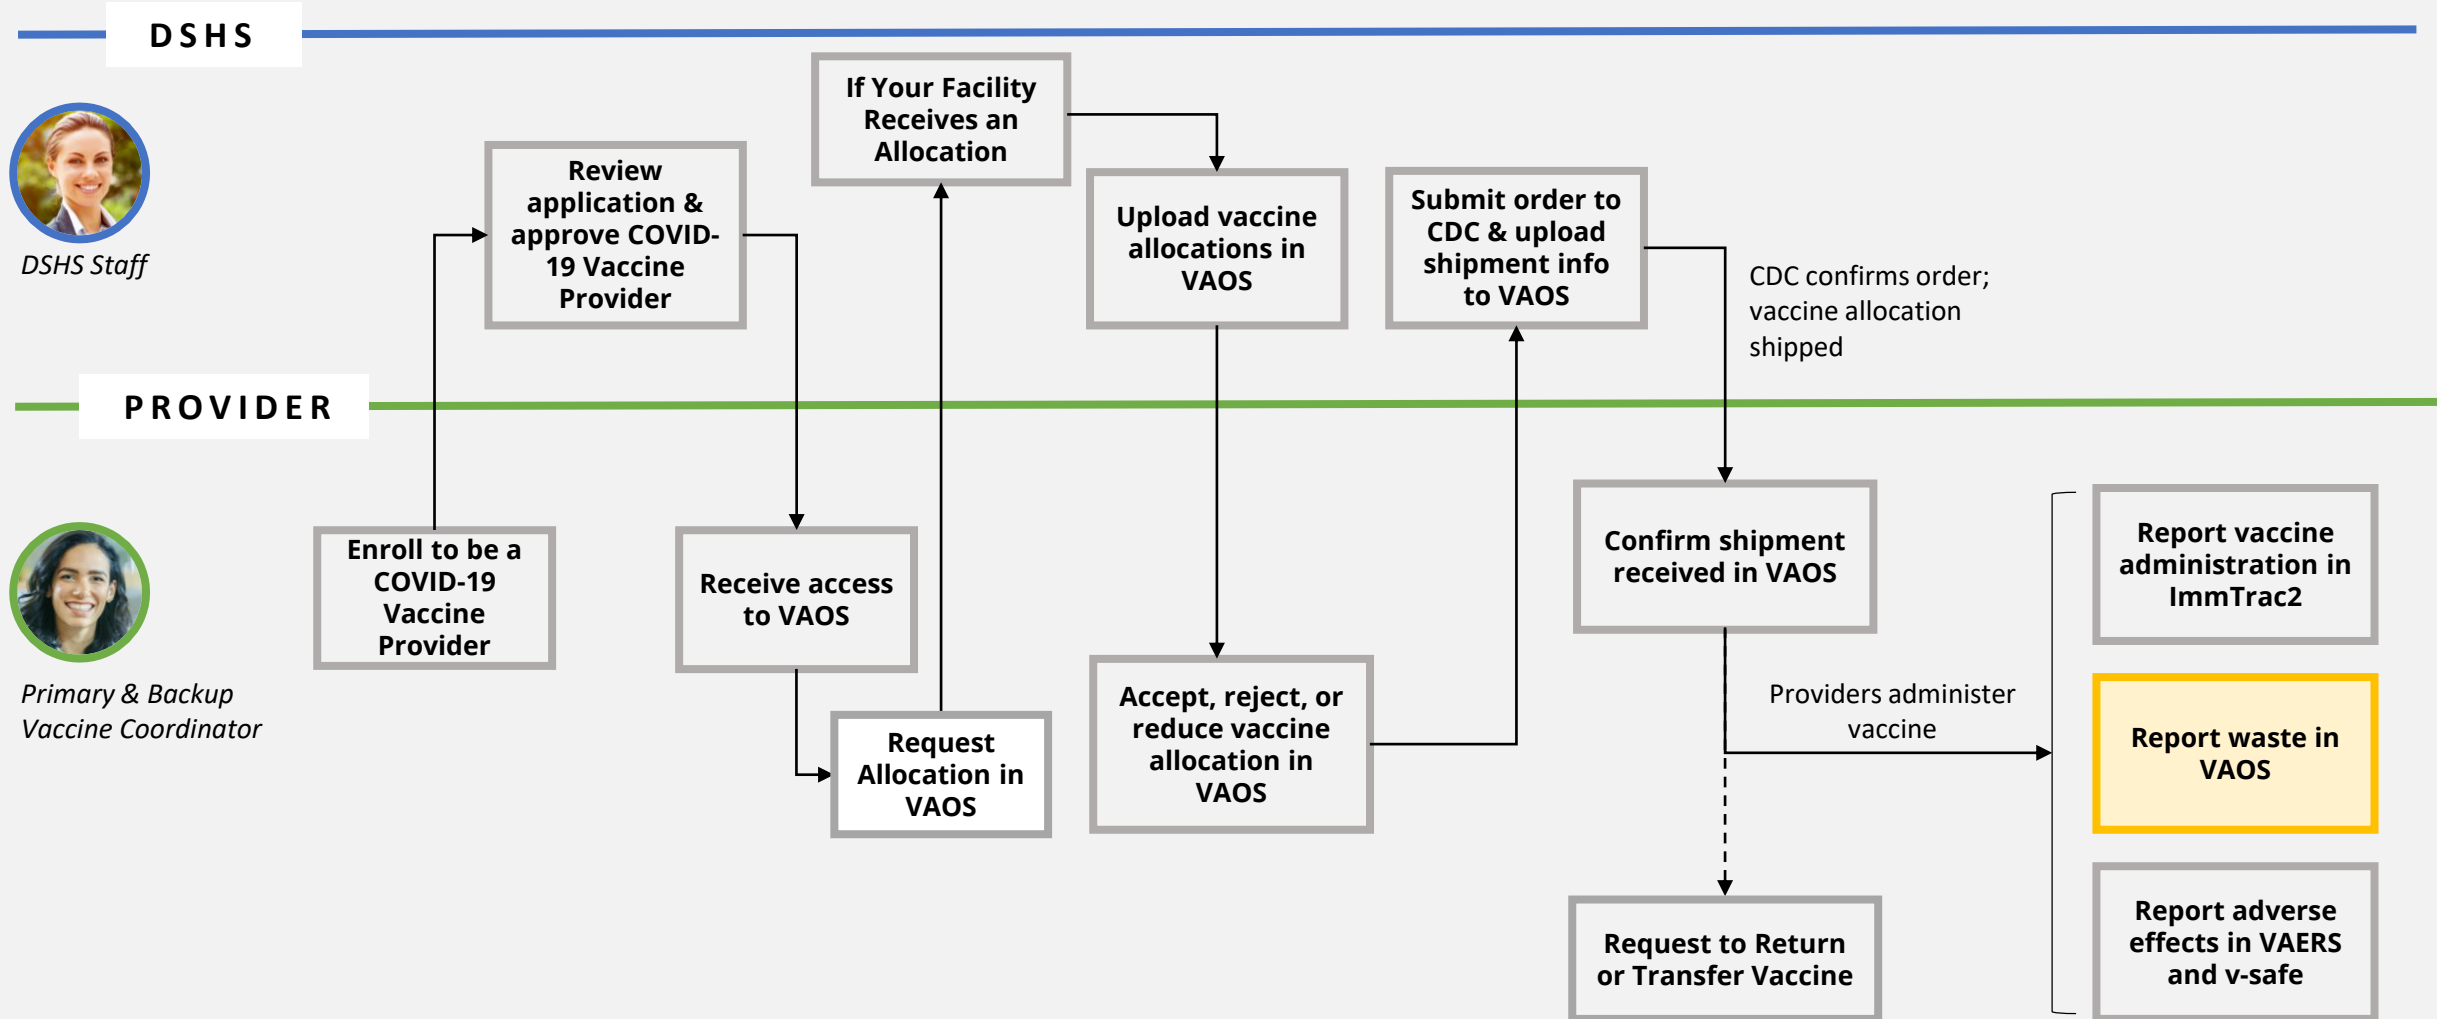 DSHS
DSHS Staff
Review
application &
approve COVID-
19 Vaccine
Provider
If Your Facility
Receives an
Allocation
Upload vaccine
allocations in
VAOS
Submit order to
CDC & upload
shipment info
to VAOS
CDC confirms order;
vaccine allocation
shipped
PROVIDER
Primary & Backup
Vaccine Coordinator
Enroll to be a
COVID-19
Vaccine
Provider
Receive access
to VAOS
Request
Allocation in
VAOS
Accept, reject, or
reduce vaccine
allocation in
VAOS
Confirm shipment
received in VAOS
Providers administer
vaccine
Request to Return
or Transfer Vaccine
Report vaccine
administration in
ImmTrac2
Report waste in
VAOS
Report adverse
effects in VAERS
and v-safe